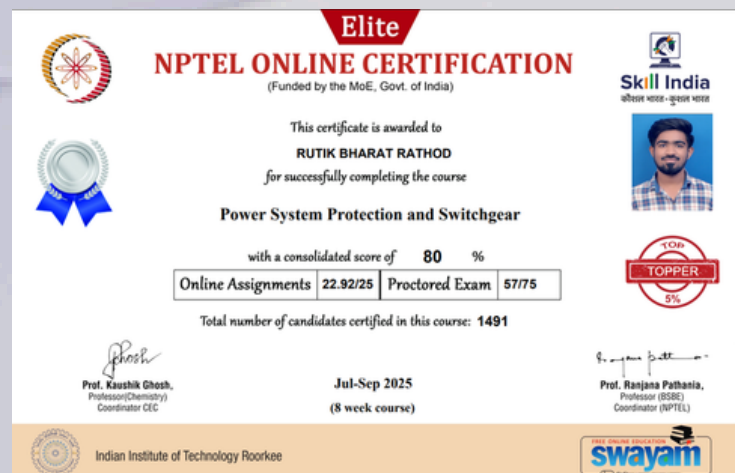 Elite
NPTEL ONLINE CERTIFICATION
(Funded by the MoE, Govt. of India)
Skill India
कौशल भारत - कुशल भारत
This certificate is awarded to
RUTIK BHARAT RATHOD
for successfully completing the course
Power System Protection and Switchgear
with a consolidated score of 80 %
Online Assignments 22.92/25 Proctored Exam 57/75
TOP
TOPPER
5%
Total number of candidates certified in this course: 1491
Prof. Kaushik Ghosh,
Professor(Chemistry)
Coordinator CEC
Jul-Sep 2025
(8 week course)
Prof. Ranjana Pathania,
Professor (BSBE)
Coordinator (NPTEL)
Indian Institute of Technology Roorkee
FREE ONLINE EDUCATION
swayam